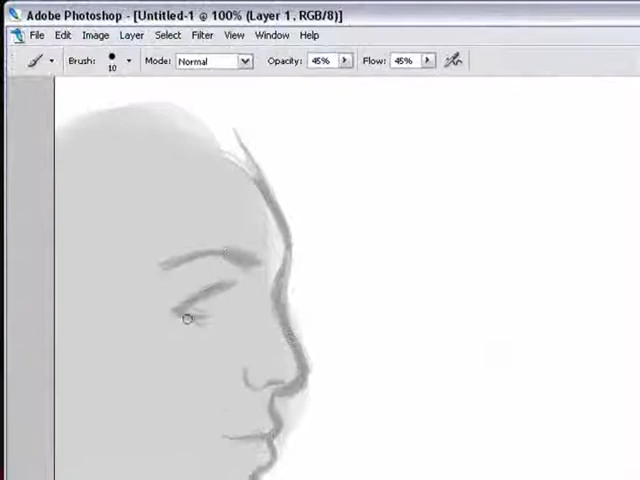 Adobe Photoshop - [Untitled-1 @ 100% (Layer 1, RGB/8)]
File Edit Image Layer Select Filter View Window Help
Brush: 10 Mode: Normal Opacity: 45% Flow: 45%